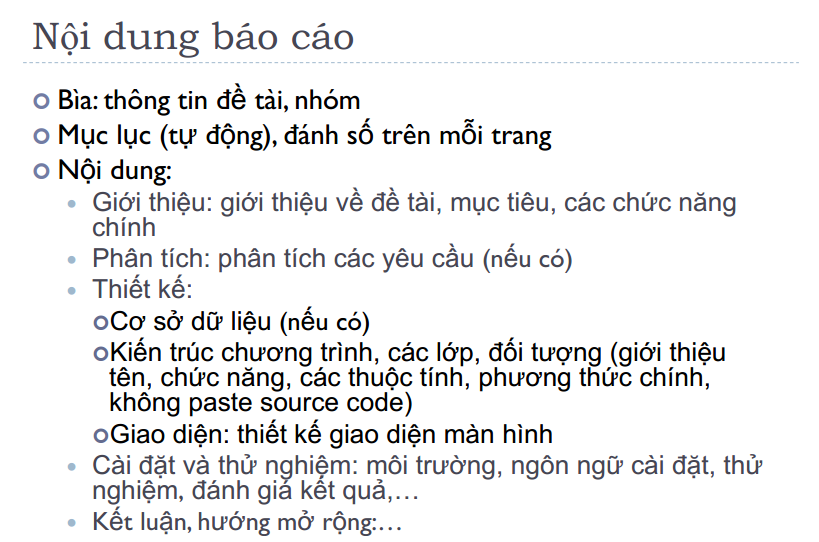 Nội dung báo cáo
Bìa: thông tin đề tài, nhóm
Mục lục (tự động), đánh số trên mỗi trang
Nội dung:
Giới thiệu: giới thiệu về đề tài, mục tiêu, các chức năng
chính
Phân tích: phân tích các yêu cầu (nếu có)
Thiết kế:
Cơ sở dữ liệu (nếu có)
Kiến trúc chương trình, các lớp, đối tượng (giới thiệu
tên, chức năng, các thuộc tính, phương thức chính,
không paste source code)
Giao diện: thiết kế giao diện màn hình
Cài đặt và thử nghiệm: môi trường, ngôn ngữ cài đặt, thử
nghiệm, đánh giá kết quả,...
Kết luận, hướng mở rộng:...